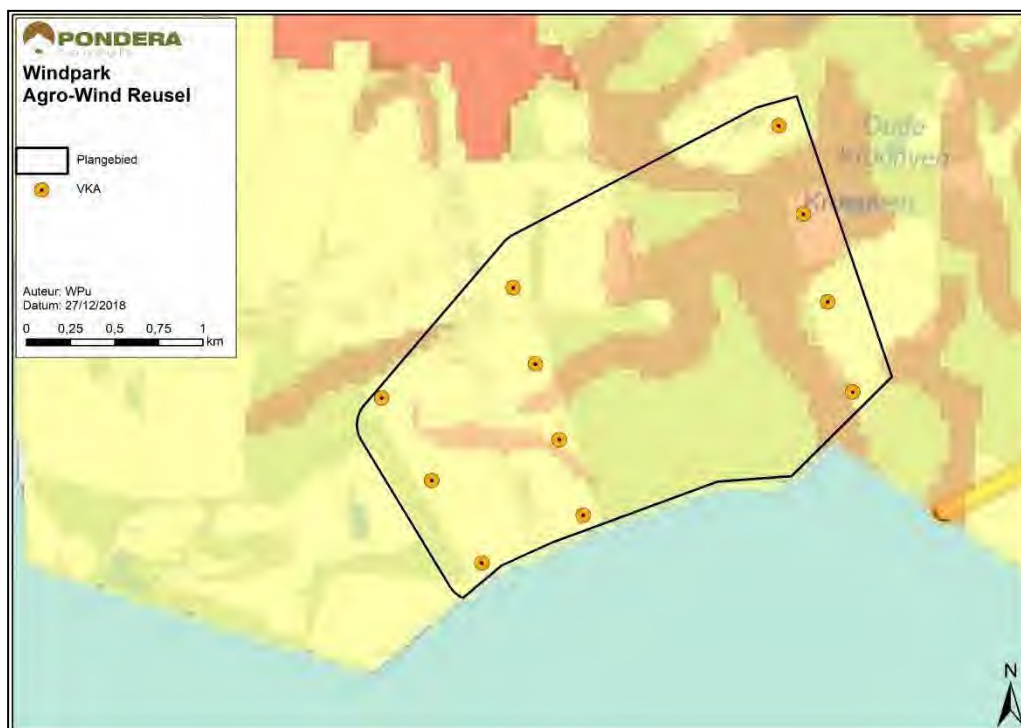 PONDERA
Windpark
Agro-Wind Reusel
Plangebied
VKA
Auteur: WPu
Datum: 27/12/2018
0 0,25 0,5 0,75 1
km
Oude
N